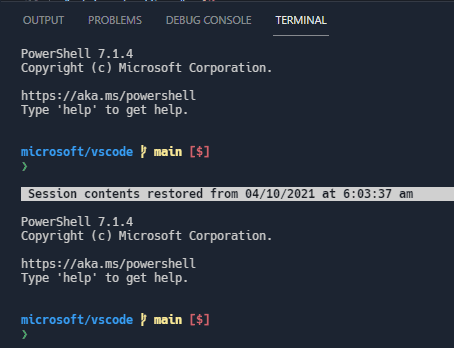 OUTPUT PROBLEMS DEBUG CONSOLE TERMINAL
PowerShell 7.1.4
Copyright (c) Microsoft Corporation.
https://aka.ms/powershell
Type 'help' to get help.
microsoft/vscode main [$]
❯
Session contents restored from 04/10/2021 at 6:03:37 am
PowerShell 7.1.4
Copyright (c) Microsoft Corporation.
https://aka.ms/powershell
Type 'help' to get help.
microsoft/vscode main [$]
❯